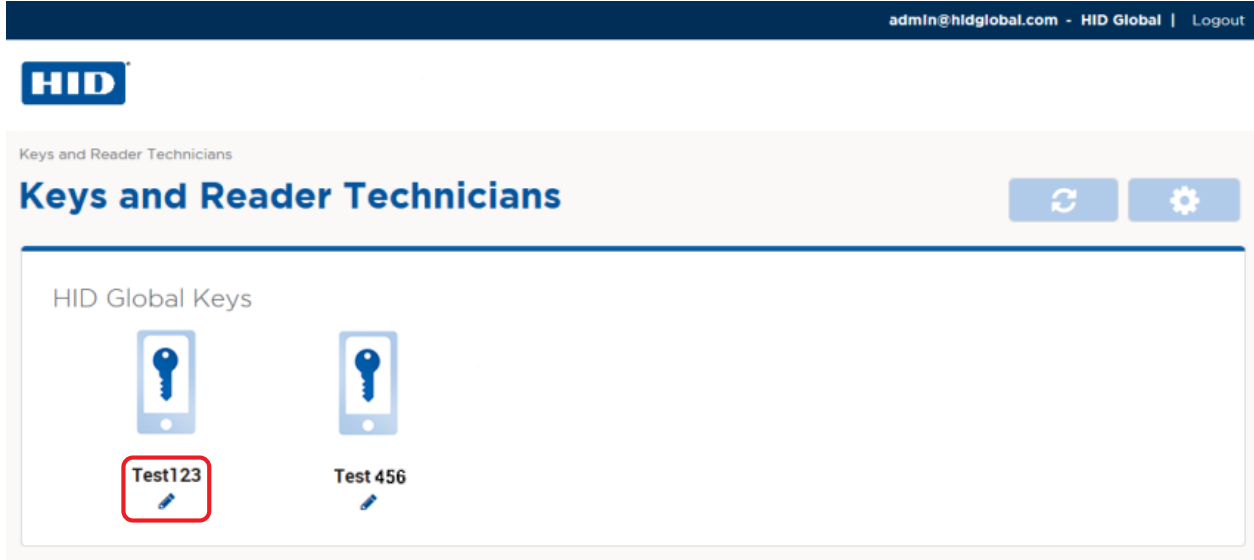 admin@hidglobal.com - HID Global | Logout
HID
Keys and Reader Technicians
Keys and Reader Technicians
HID Global Keys
Test123 Test 456